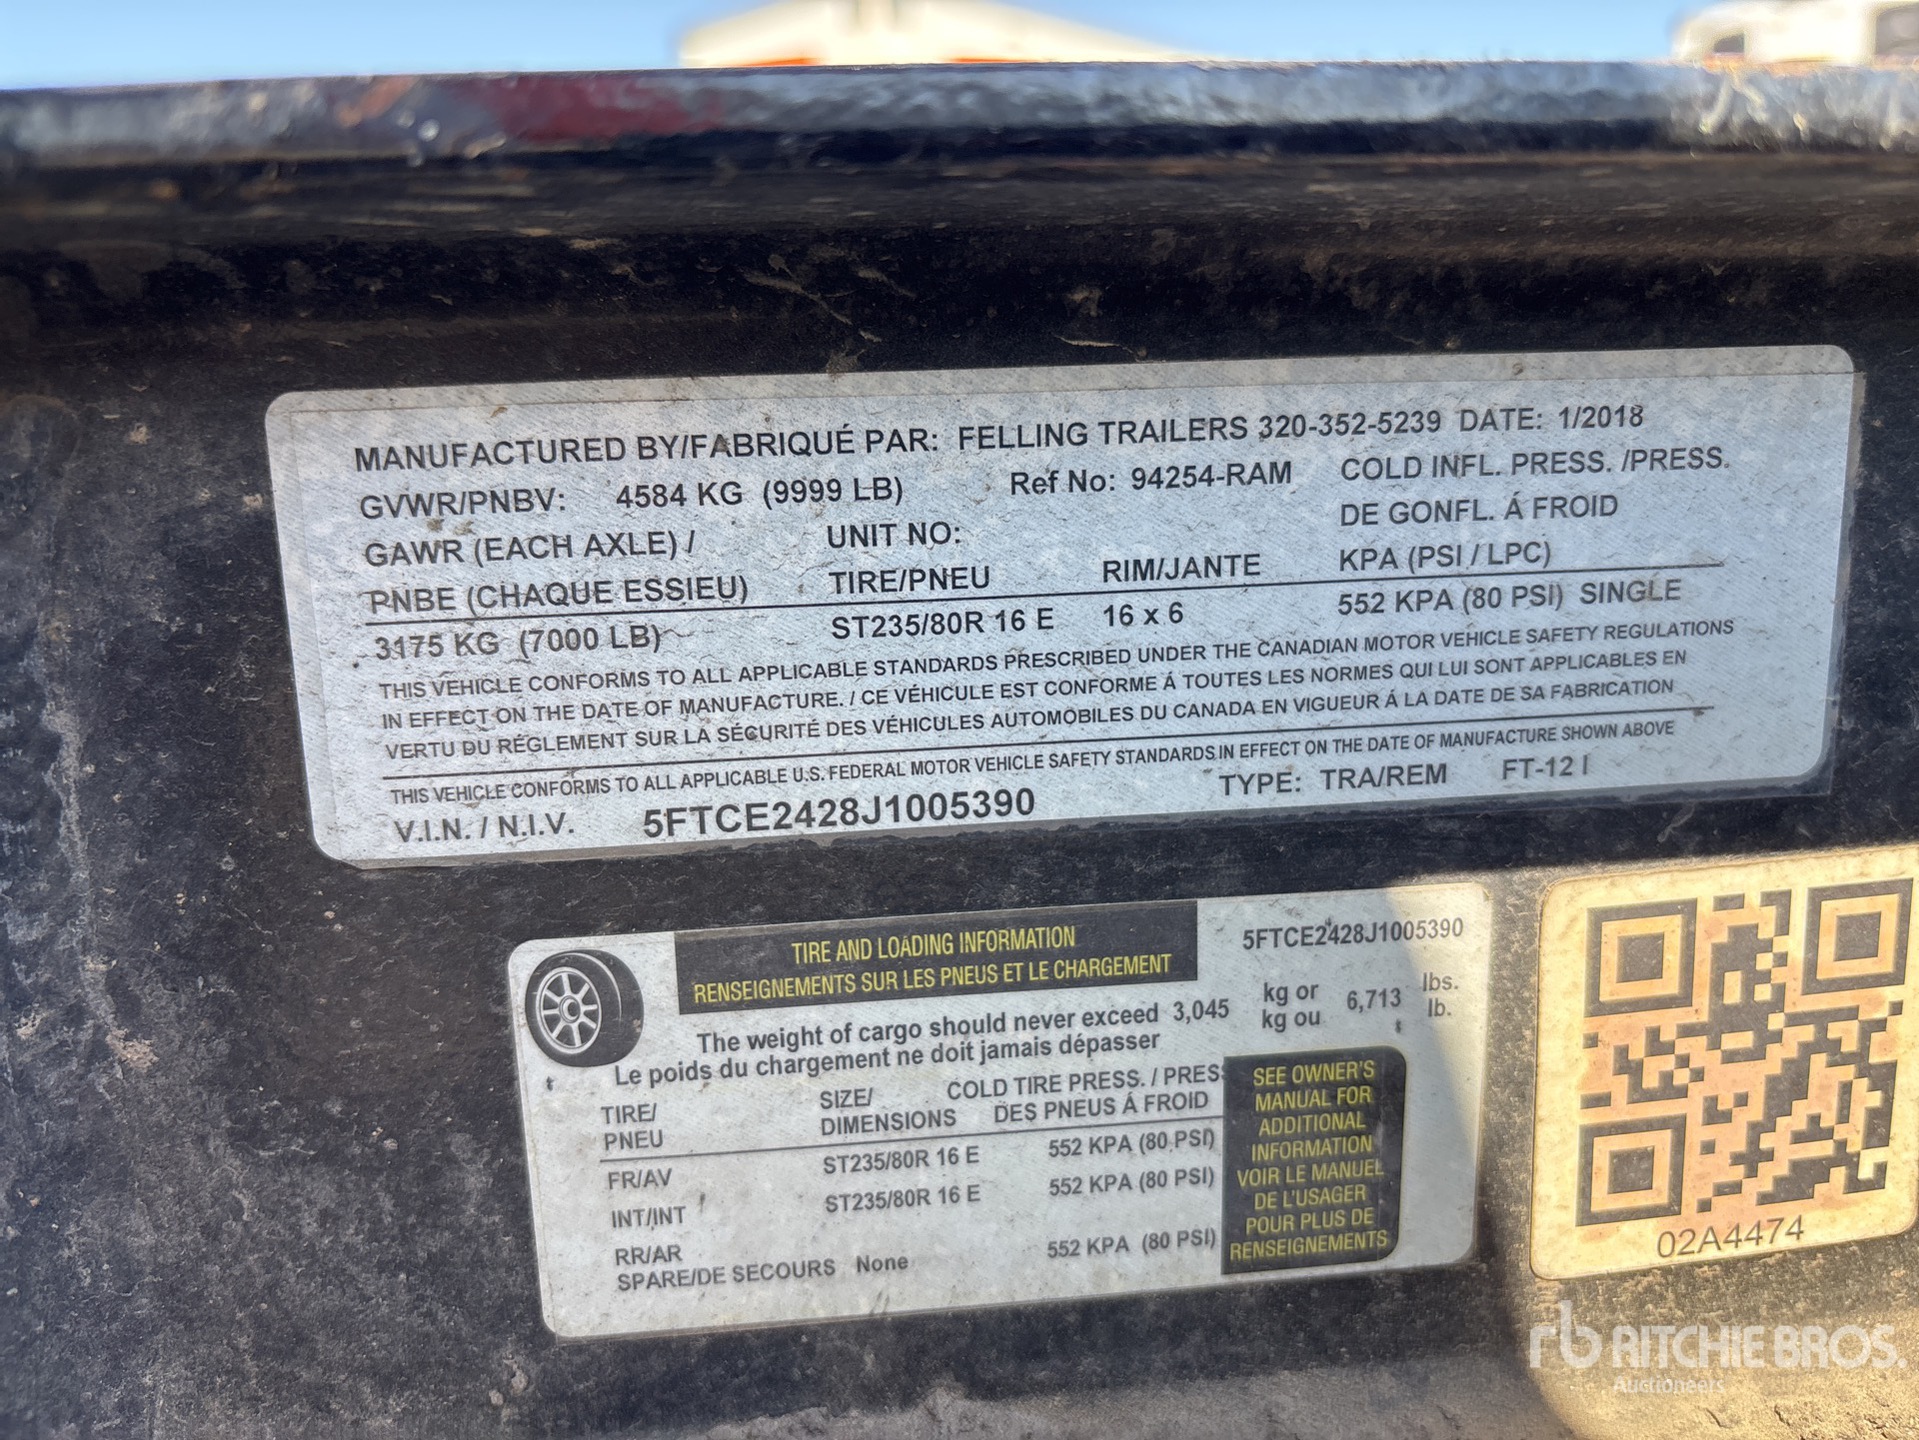 MANUFACTURED BY/FABRIQUÉ PAR: FELLING TRAILERS 320-352-5239 DATE: 1/2018
GVWR/PNBV: 4584 KG (9999 LB) Ref No: 94254-RAM COLD INFL. PRESS. /PRESS.
DE GONFL. Á FROID
GAWR (EACH AXLE) / UNIT NO:
PNBE (CHAQUE ESSIEU) TIRE/PNEU RIM/JANTE KPA (PSI / LPC)
3175 KG (7000 LB) ST235/80R 16 E 16 x 6 552 KPA (80 PSI) SINGLE
THIS VEHICLE CONFORMS TO ALL APPLICABLE STANDARDS PRESCRIBED UNDER THE CANADIAN MOTOR VEHICLE SAFETY REGULATIONS
IN EFFECT ON THE DATE OF MANUFACTURE. / CE VÉHICULE EST CONFORME Á TOUTES LES NORMES QUI LUI SONT APPLICABLES EN
VERTU DU RÉGLEMENT SUR LA SÉCURITÉ DES VÉHICULES AUTOMOBILES DU CANADA EN VIGUEUR Á LA DATE DE SA FABRICATION
THIS VEHICLE CONFORMS TO ALL APPLICABLE U.S. FEDERAL MOTOR VEHICLE SAFETY STANDARDS IN EFFECT ON THE DATE OF MANUFACTURE SHOWN ABOVE
V.I.N. / N.I.V. 5FTCE2428J1005390 TYPE: TRA/REM FT-12 I
TIRE AND LOADING INFORMATION
RENSEIGNEMENTS SUR LES PNEUS ET LE CHARGEMENT
5FTCE2428J1005390
The weight of cargo should never exceed 3,045 kg or 6,713 lbs.
Le poids du chargement ne doit jamais dépasser kg ou lb.
TIRE/ SIZE/ COLD TIRE PRESS. / PRESS
PNEU DIMENSIONS DES PNEUS Á FROID
FR/AV ST235/80R 16 E 552 KPA (80 PSI)
INT/INT ST235/80R 16 E 552 KPA (80 PSI)
RR/AR
SPARE/DE SECOURS None 552 KPA (80 PSI)
SEE OWNER'S
MANUAL FOR
ADDITIONAL
INFORMATION
VOIR LE MANUEL
DE L'USAGER
POUR PLUS DE
RENSEIGNEMENTS
02A4474
rb RITCHIE BROS.
Auctioneers